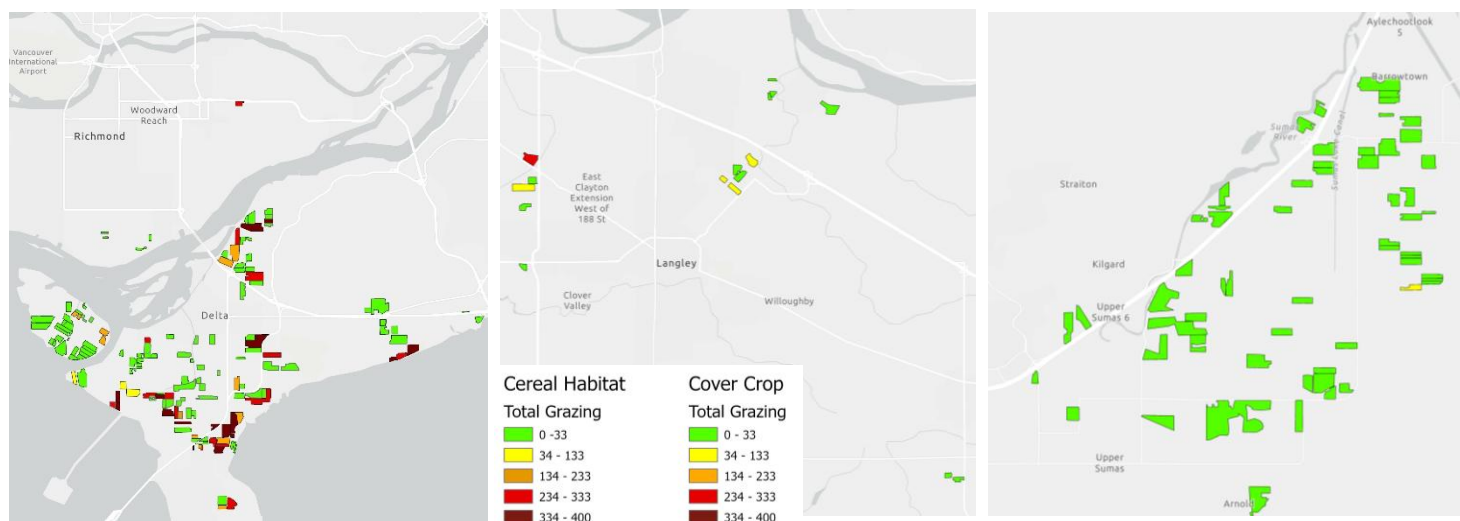 Vancouver
International
Airport
Woodward
Reach
Richmond
Delta
East
Clayton
Extension
West of
188 St
Langley
Clover
Valley
Willoughby
Cereal Habitat
Total Grazing
0 -33
34 - 133
134 - 233
234 - 333
334 - 400
Cover Crop
Total Grazing
0 - 33
34 - 133
134 - 233
234 - 333
334 - 400
Aylechootlook
5
Barrowtown
River
Straiton
Kilgard
Upper
Sumas 6
Upper
Sumas
Arnold